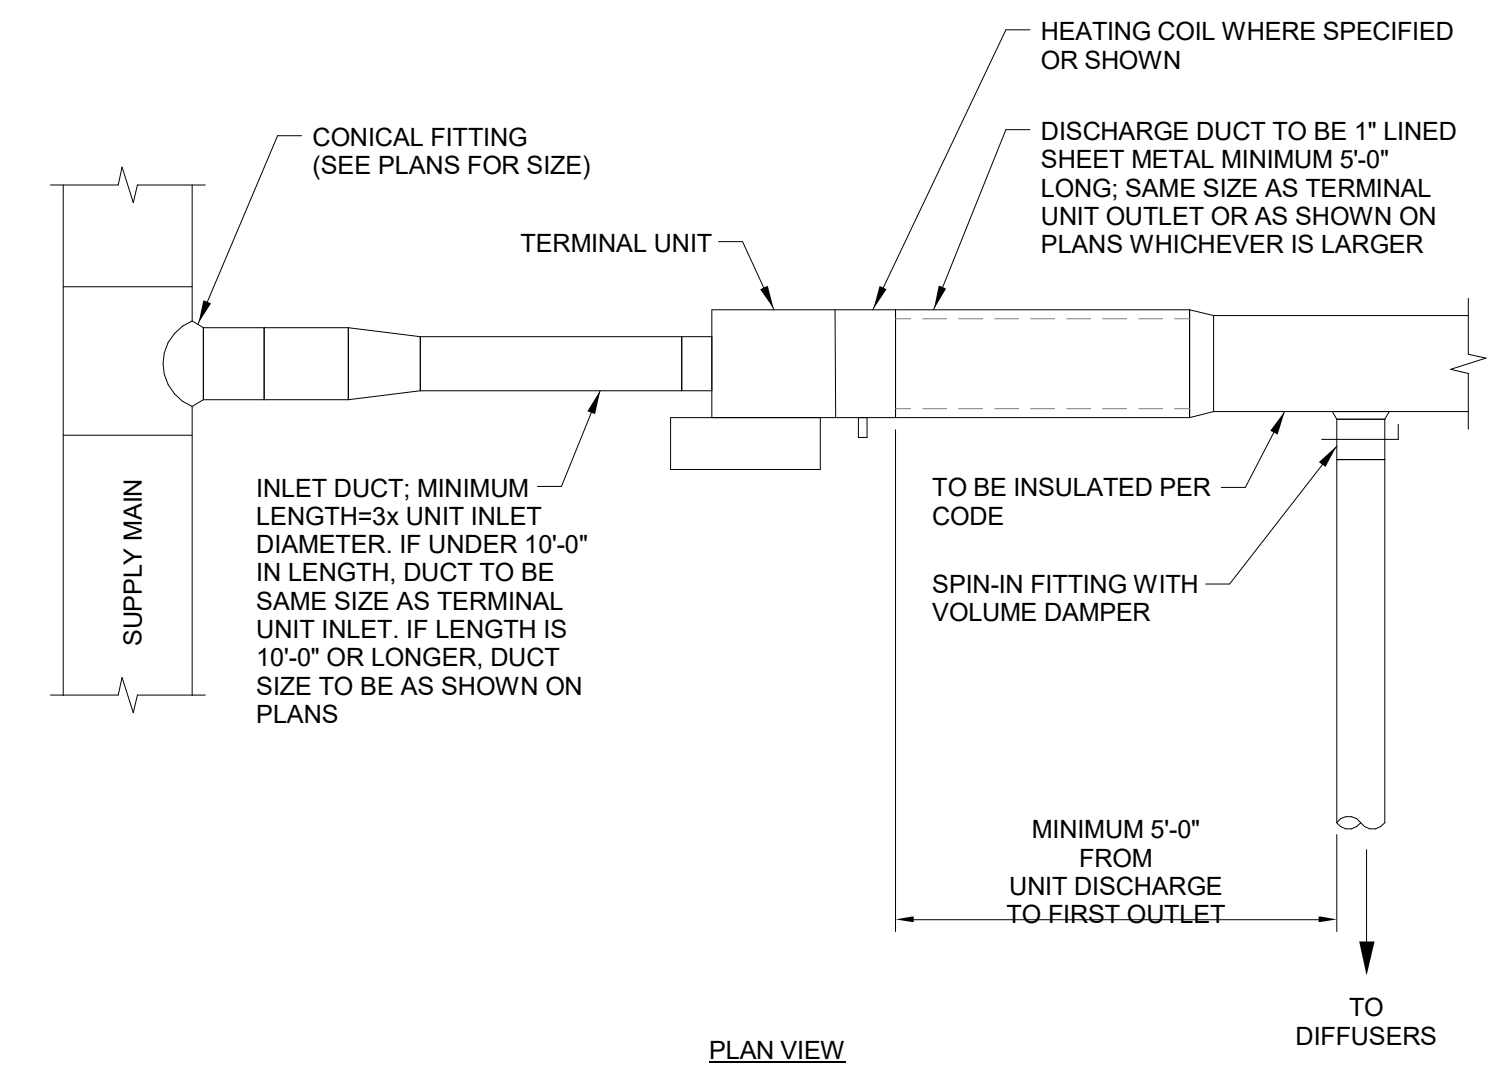 HEATING COIL WHERE SPECIFIED
OR SHOWN
CONICAL FITTING
(SEE PLANS FOR SIZE)
DISCHARGE DUCT TO BE 1" LINED
SHEET METAL MINIMUM 5'-0"
LONG; SAME SIZE AS TERMINAL
UNIT OUTLET OR AS SHOWN ON
PLANS WHICHEVER IS LARGER
TERMINAL UNIT
SUPPLY MAIN
INLET DUCT; MINIMUM
LENGTH=3x UNIT INLET
DIAMETER. IF UNDER 10'-0"
IN LENGTH, DUCT TO BE
SAME SIZE AS TERMINAL
UNIT INLET. IF LENGTH IS
10'-0" OR LONGER, DUCT
SIZE TO BE AS SHOWN ON
PLANS
TO BE INSULATED PER
CODE
SPIN-IN FITTING WITH
VOLUME DAMPER
MINIMUM 5'-0"
FROM
UNIT DISCHARGE
TO FIRST OUTLET
TO
DIFFUSERS
PLAN VIEW